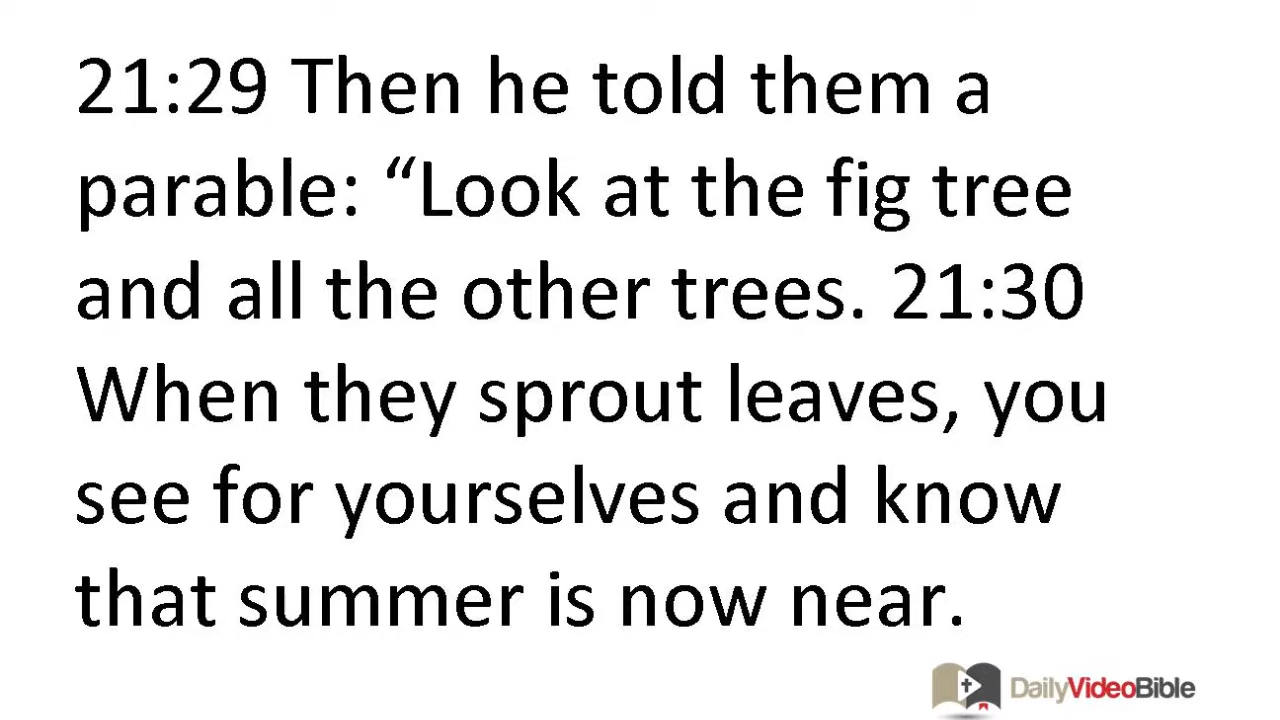 21:29 Then he told them a
parable: “Look at the fig tree
and all the other trees. 21:30
When they sprout leaves, you
see for yourselves and know
that summer is now near.
DailyVideoBible